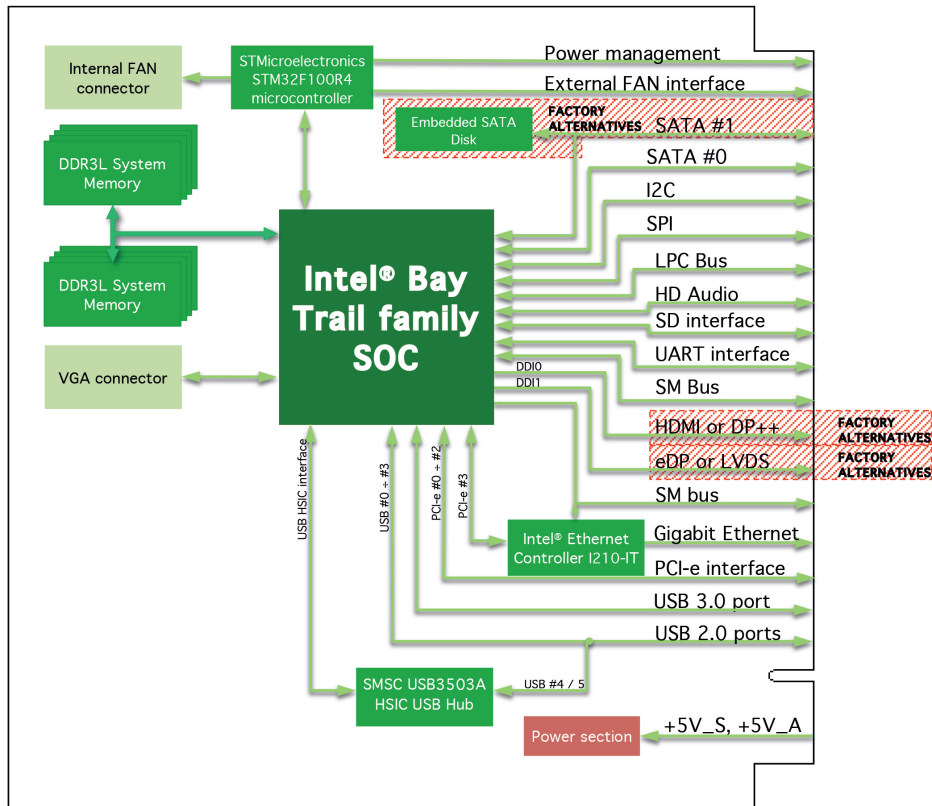 Internal FAN
connector
STMicroelectronics
STM32F100R4
microcontroller
Power management
External FAN interface
Embedded SATA
Disk
FACTORY
ALTERNATIVES
SATA #1
SATA #0
I2C
SPI
LPC Bus
HD Audio
SD interface
UART interface
SM Bus
DDR3L System
Memory
DDR3L System
Memory
Intel® Bay
Trail family
SOC
VGA connector
DDI0
DDI1
HDMI or DP++
FACTORY
ALTERNATIVES
eDP or LVDS
FACTORY
ALTERNATIVES
SM bus
USB HSIC interface
USB #0 ÷ #3
PCI-e #0 ÷ #2
PCI-e #3
Intel® Ethernet
Controller I210-IT
Gigabit Ethernet
PCI-e interface
USB 3.0 port
USB 2.0 ports
SMSC USB3503A
HSIC USB Hub
USB #4 / 5
Power section
+5V_S, +5V_A